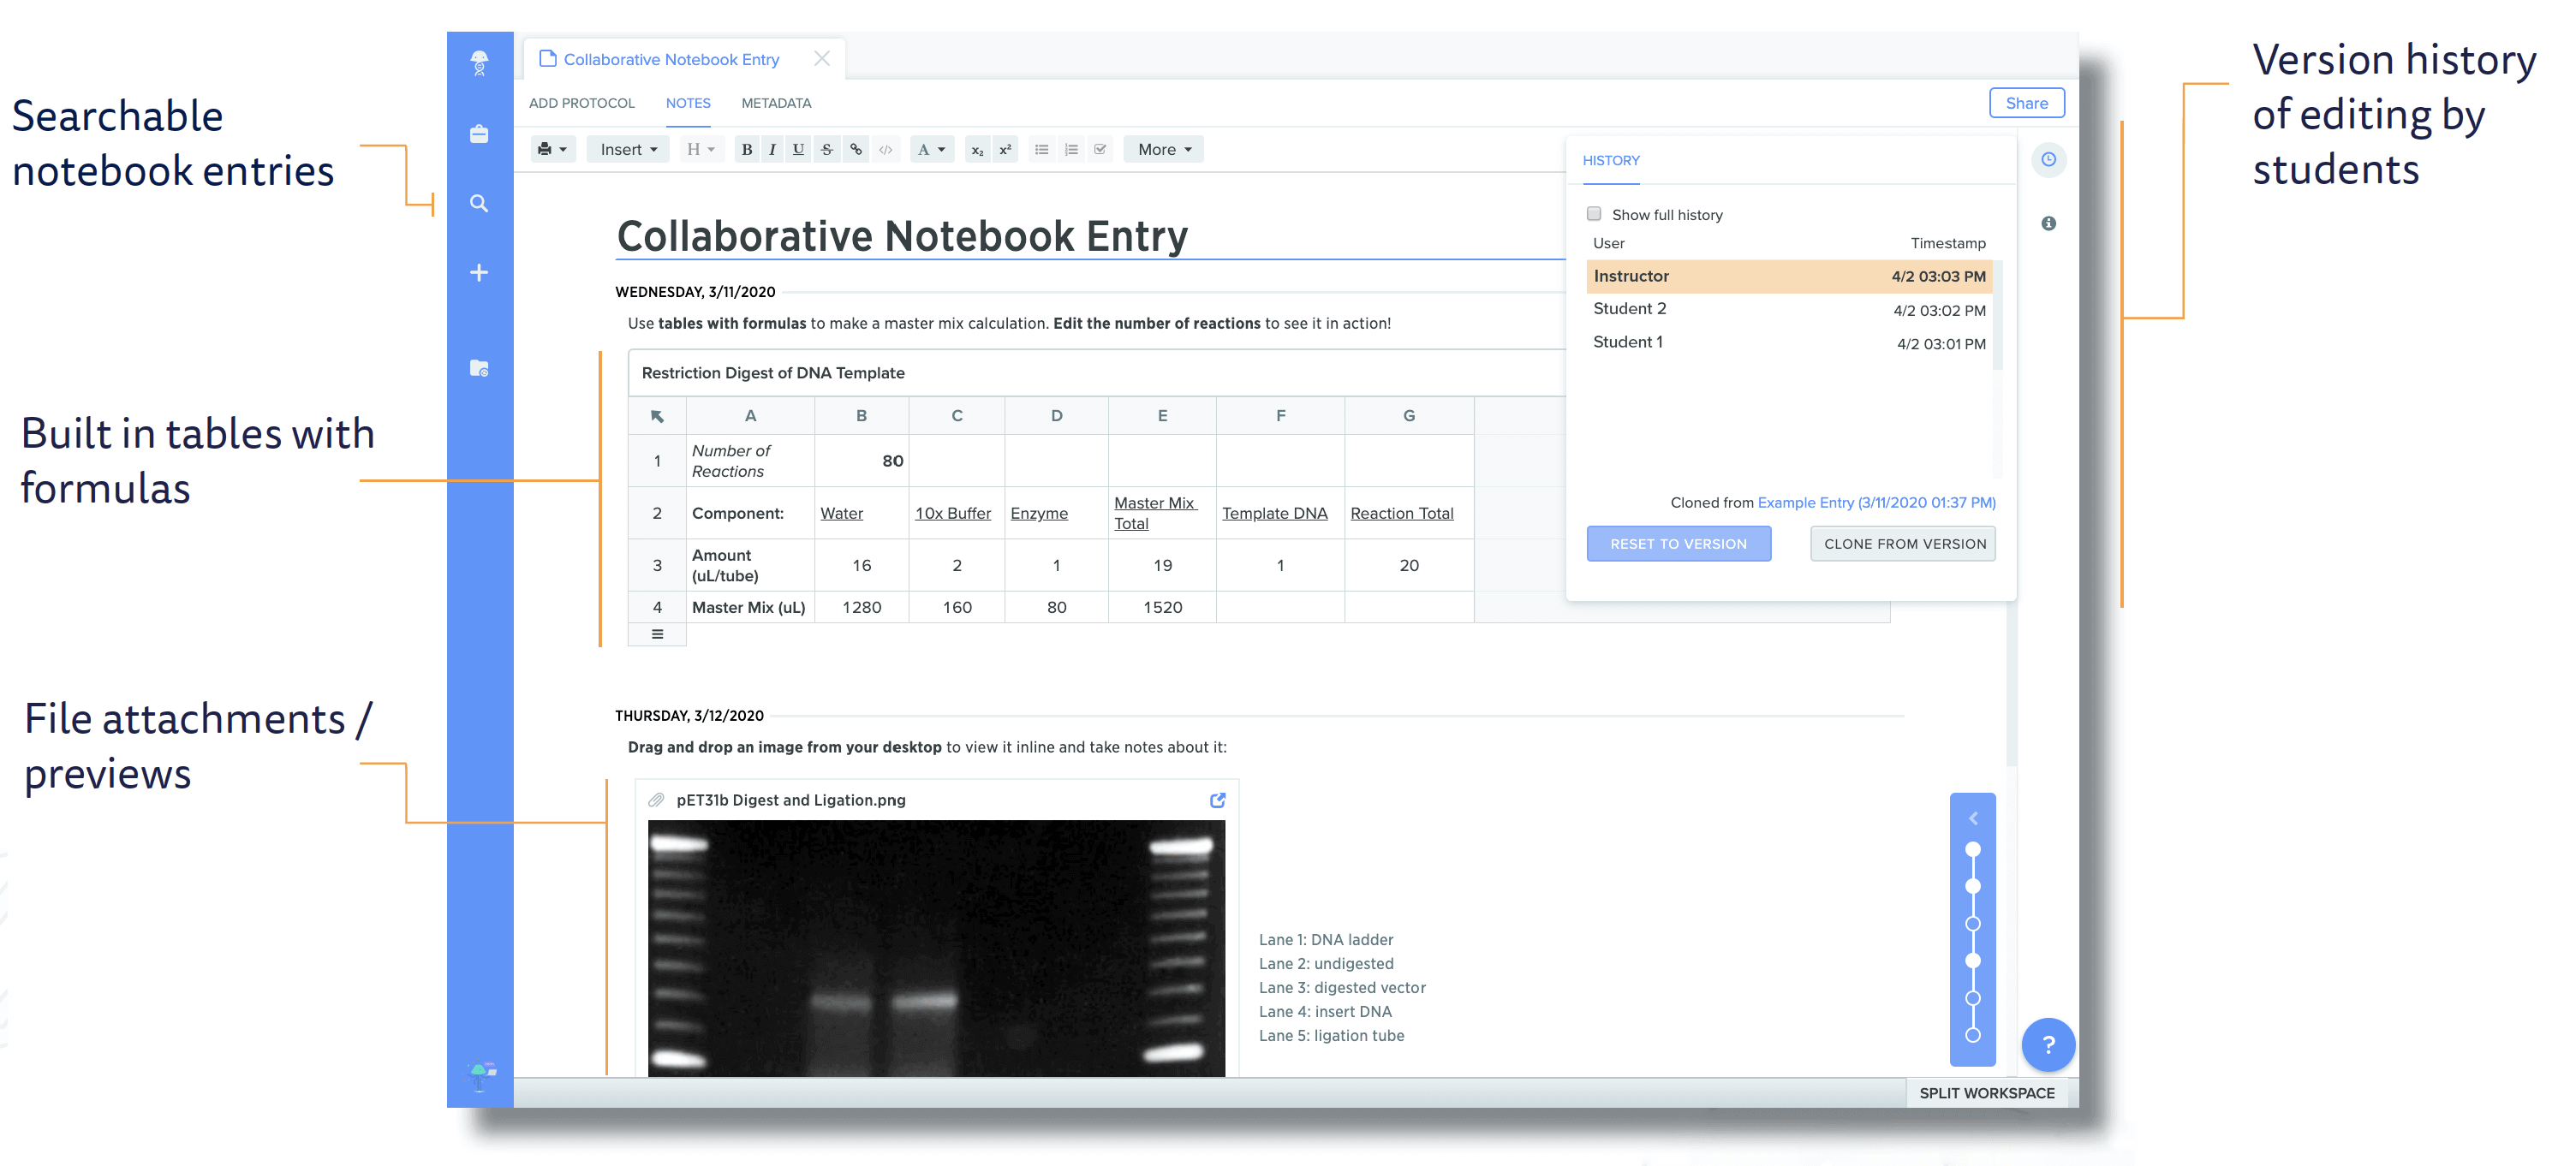 Searchable
notebook entries
Built in tables with
formulas
File attachments /
previews
Collaborative Notebook Entry
ADD PROTOCOL NOTES METADATA
Share
Insert H B I U S </> A x₂ x² More
Collaborative Notebook Entry
WEDNESDAY, 3/11/2020
Use tables with formulas to make a master mix calculation. Edit the number of reactions to see it in action!
Restriction Digest of DNA Template
A B C D E F G
1 Number of Reactions 80
2 Component: Water 10x Buffer Enzyme Master Mix Total Template DNA Reaction Total
3 Amount (uL/tube) 16 2 1 19 1 20
4 Master Mix (uL) 1280 160 80 1520
HISTORY
Show full history
User Timestamp
Instructor 4/2 03:03 PM
Student 2 4/2 03:02 PM
Student 1 4/2 03:01 PM
Cloned from Example Entry (3/11/2020 01:37 PM)
RESET TO VERSION CLONE FROM VERSION
THURSDAY, 3/12/2020
Drag and drop an image from your desktop to view it inline and take notes about it:
pET31b Digest and Ligation.png
Lane 1: DNA ladder
Lane 2: undigested
Lane 3: digested vector
Lane 4: insert DNA
Lane 5: ligation tube
?
SPLIT WORKSPACE
Version history
of editing by
students